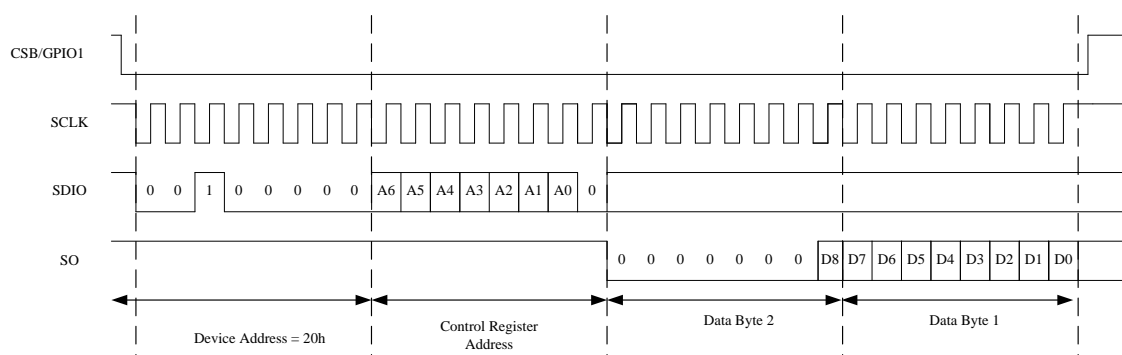 CSB/GPIO1
SCLK
SDIO 0 0 1 0 0 0 0 0 A6 A5 A4 A3 A2 A1 A0 0
SO 0 0 0 0 0 0 0 D8 D7 D6 D5 D4 D3 D2 D1 D0
Device Address = 20h
Control Register
Address
Data Byte 2
Data Byte 1